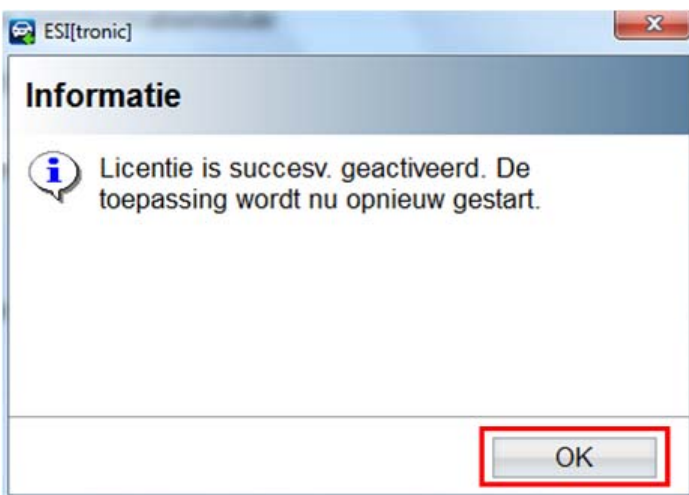 ESI[tronic]
Informatie
Licentie is succesv. geactiveerd. De
toepassing wordt nu opnieuw gestart.
OK